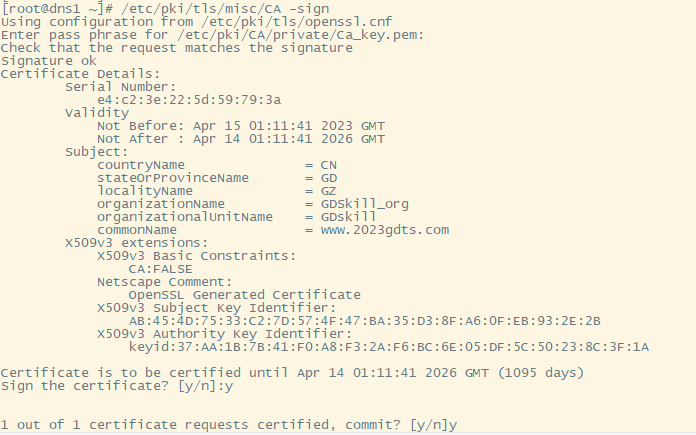 [root@dns1 ~]# /etc/pki/tls/misc/CA -sign
Using configuration from /etc/pki/tls/openssl.cnf
Enter pass phrase for /etc/pki/CA/private/Ca_key.pem:
Check that the request matches the signature
Signature ok
Certificate Details:
        Serial Number:
            e4:c2:3e:22:5d:59:79:3a
        Validity
            Not Before: Apr 15 01:11:41 2023 GMT
            Not After : Apr 14 01:11:41 2026 GMT
        Subject:
            countryName               = CN
            stateOrProvinceName       = GD
            localityName              = GZ
            organizationName          = GDSkill_org
            organizationalUnitName    = GDskill
            commonName                = www.2023gdts.com
        X509v3 extensions:
            X509v3 Basic Constraints:
                CA:FALSE
            Netscape Comment:
                OpenSSL Generated Certificate
            X509v3 Subject Key Identifier:
                AB:45:4D:75:33:C2:7D:57:4F:47:BA:35:D3:8F:A6:0F:EB:93:2E:2B
            X509v3 Authority Key Identifier:
                keyid:37:AA:1B:7B:41:F0:A8:F3:2A:F6:BC:6E:05:DF:5C:50:23:8C:3F:1A
Certificate is to be certified until Apr 14 01:11:41 2026 GMT (1095 days)
Sign the certificate? [y/n]:y
1 out of 1 certificate requests certified, commit? [y/n]y